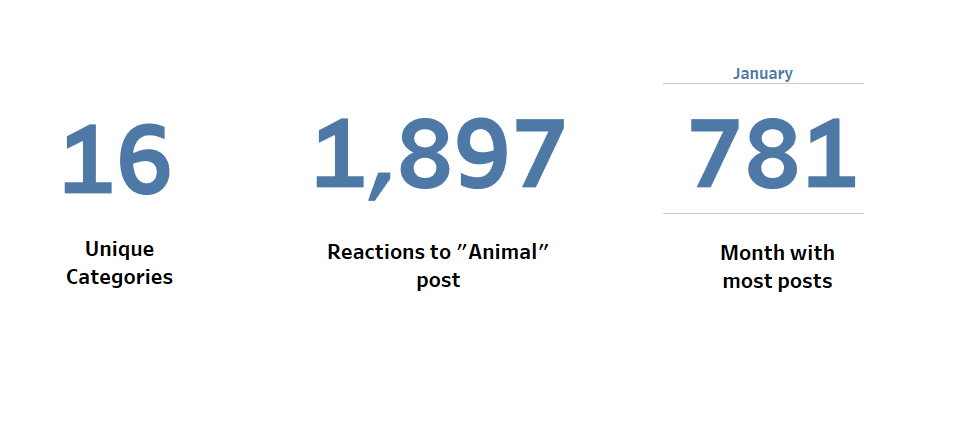 16
Unique
Categories
1,897
Reactions to "Animal"
post
January
781
Month with
most posts